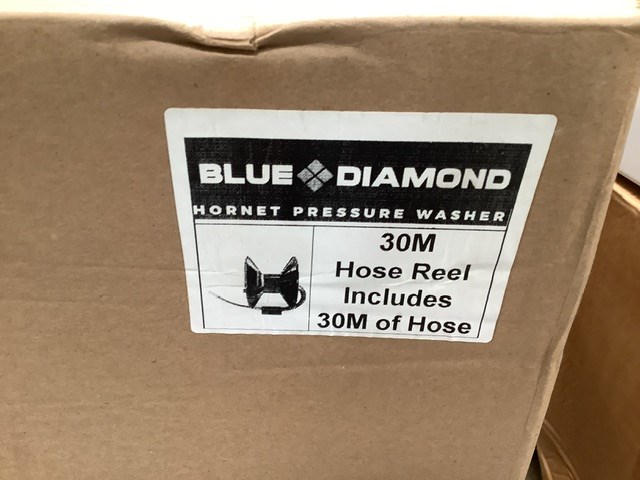 BLUE DIAMOND
HORNET PRESSURE WASHER
30M
Hose Reel
Includes
30M of Hose